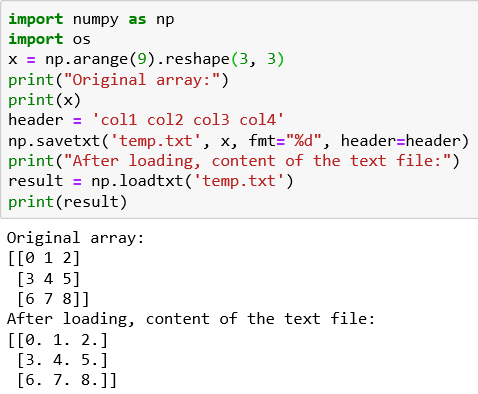 import numpy as np
import os
x = np.arange(9).reshape(3, 3)
print("Original array:")
print(x)
header = 'col1 col2 col3 col4'
np.savetxt('temp.txt', x, fmt="%d", header=header)
print("After loading, content of the text file:")
result = np.loadtxt('temp.txt')
print(result)
Original array:
[[0 1 2]
 [3 4 5]
 [6 7 8]]
After loading, content of the text file:
[[0. 1. 2.]
 [3. 4. 5.]
 [6. 7. 8.]]